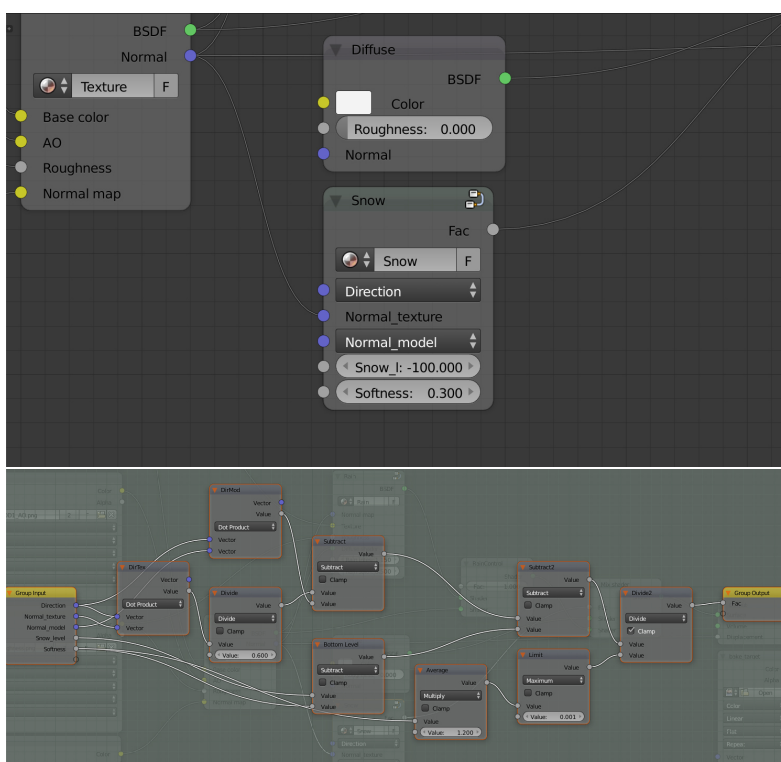 BSDF
Normal
Texture F
Base color
AO
Roughness
Normal map
Diffuse
BSDF
Color
Roughness: 0.000
Normal
Snow
Fac
Snow F
Direction
Normal_texture
Normal_model
Snow_l: -100.000
Softness: 0.300
Group Input
Direction
Normal_texture
Normal_model
Snow_level
Softness
DirTex
Vector
Value
Dot Product
Vector
Vector
DirMod
Vector
Value
Dot Product
Vector
Vector
Divide
Value
Divide
Clamp
Value
Value: 0.600
Subtract
Value
Subtract
Clamp
Value
Value
Bottom Level
Value
Subtract
Clamp
Value
Value
Average
Value
Multiply
Clamp
Value
Value: 1.200
Subtract2
Value
Subtract
Clamp
Value
Value
Limit
Value
Maximum
Clamp
Value
Value: 0.001
Divide2
Value
Divide
Clamp
Value
Value
Group Output
Fac
Color
Linear
Flat
Repeat